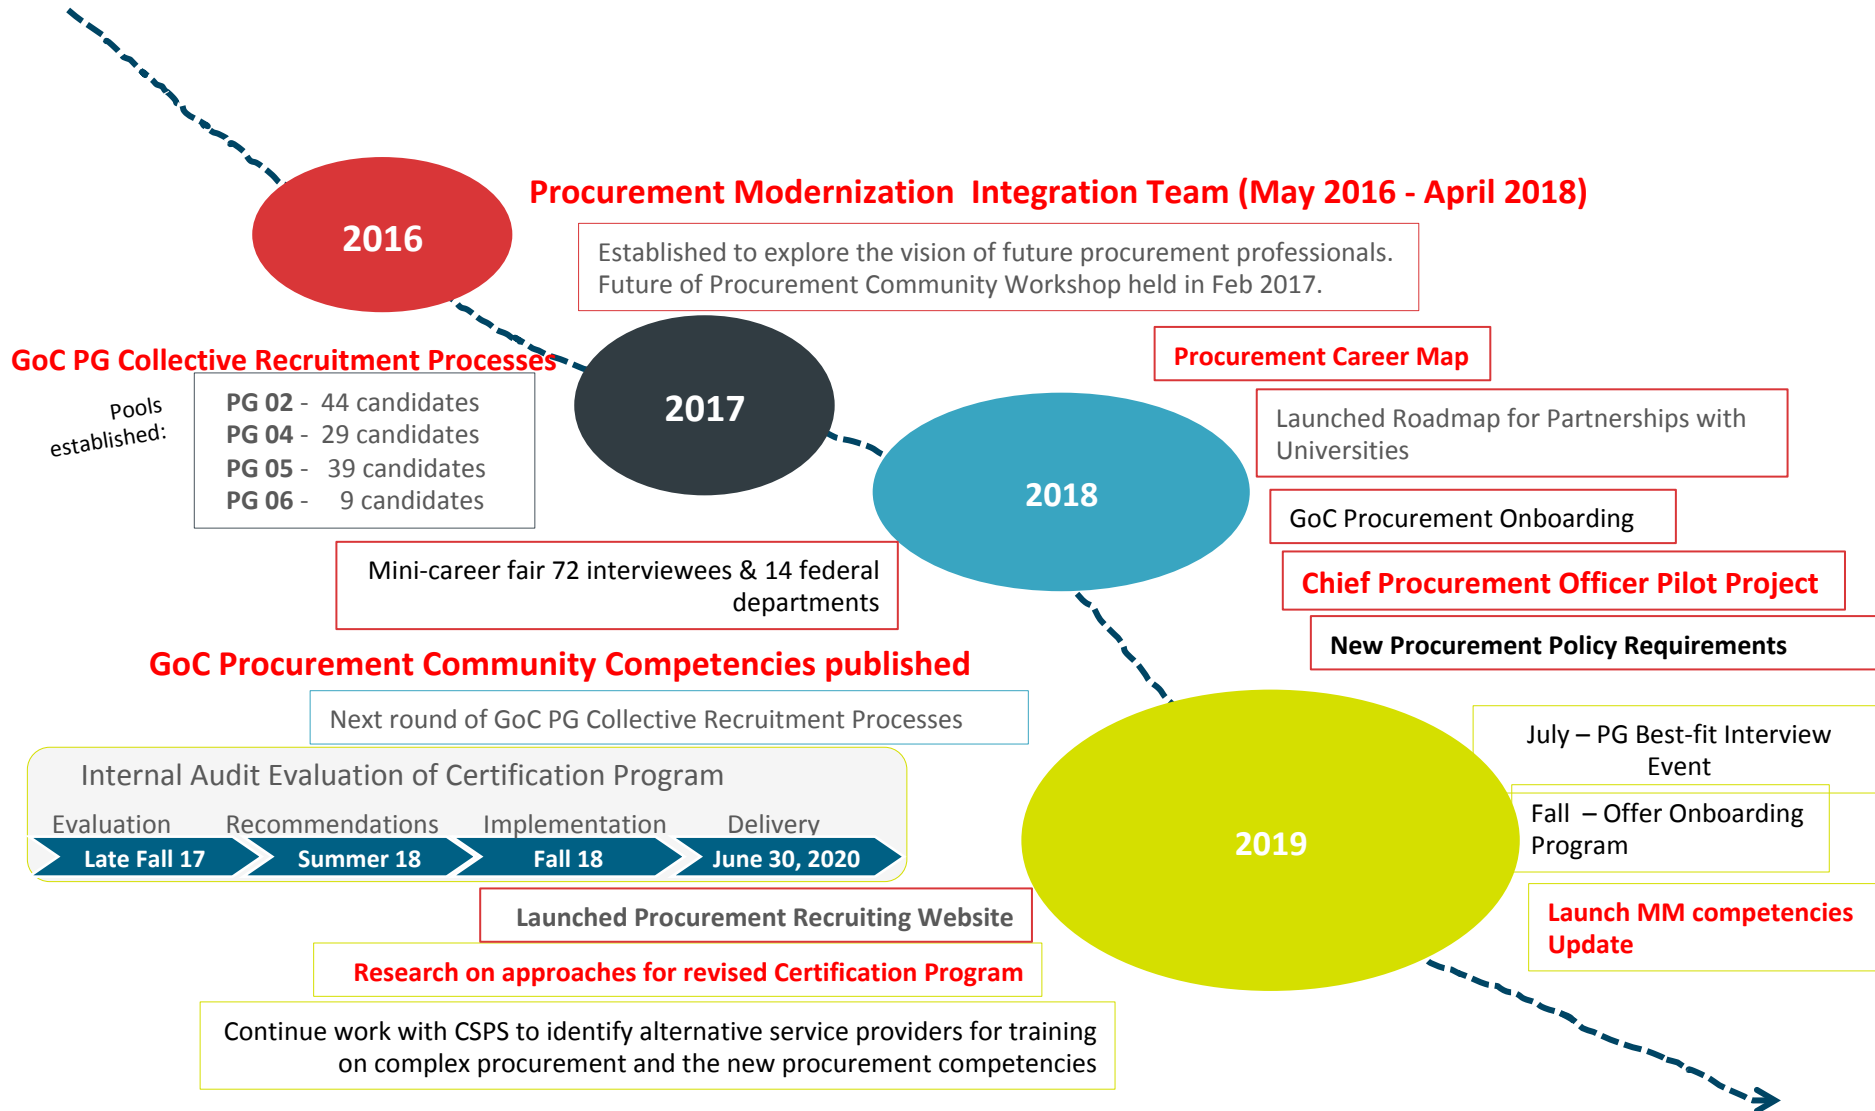 2016
Procurement Modernization  Integration Team (May 2016 - April 2018)
Established to explore the vision of future procurement professionals.
Future of Procurement Community Workshop held in Feb 2017.
GoC PG Collective Recruitment Processes
Pools
established:
PG 02 -  44 candidates
PG 04 -  29 candidates
PG 05 -   39 candidates
PG 06 -    9 candidates
2017
Procurement Career Map
Launched Roadmap for Partnerships with
Universities
2018
GoC Procurement Onboarding
Mini-career fair 72 interviewees & 14 federal
departments
Chief Procurement Officer Pilot Project
New Procurement Policy Requirements
GoC Procurement Community Competencies published
Next round of GoC PG Collective Recruitment Processes
July – PG Best-fit Interview
Event
Internal Audit Evaluation of Certification Program
Evaluation Recommendations Implementation Delivery
Late Fall 17 Summer 18 Fall 18 June 30, 2020
2019
Fall  – Offer Onboarding
Program
Launched Procurement Recruiting Website
Launch MM competencies
Update
Research on approaches for revised Certification Program
Continue work with CSPS to identify alternative service providers for training
on complex procurement and the new procurement competencies